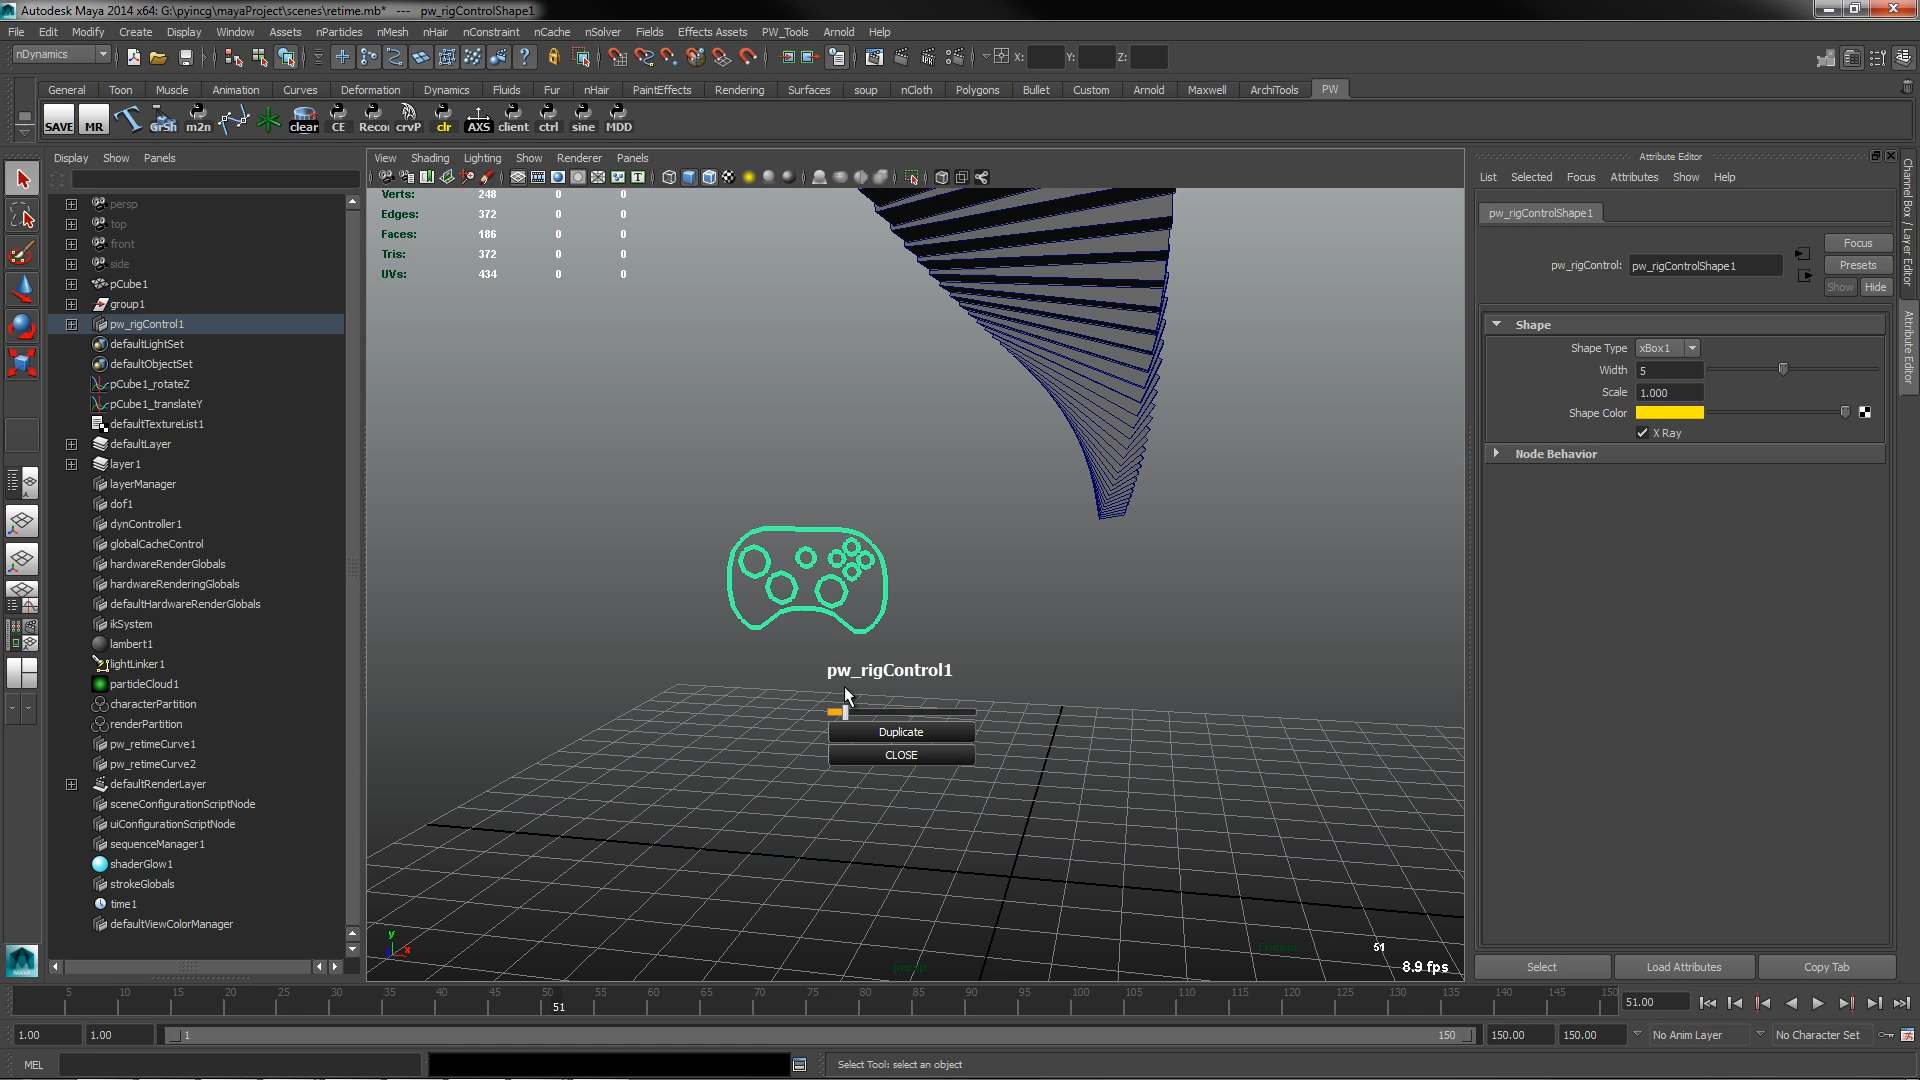 Autodesk Maya 2014 x64: G:\pyincg\mayaProject\scenes\retime.mb*  ---  pw_rigControlShape1
File Edit Modify Create Display Window Assets nParticles nMesh nHair nConstraint nCache nSolver Fields Effects Assets PW_Tools Arnold Help
nDynamics
X: Y: Z:
General Toon Muscle Animation Curves Deformation Dynamics Fluids Fur nHair PaintEffects Rendering Surfaces soup nCloth Polygons Bullet Custom Arnold Maxwell ArchiTools PW
SAVE MR GrSh m2n clear CE Recor crvP clr AXS client ctrl sine MDD
Display Show Panels
View Shading Lighting Show Renderer Panels
Attribute Editor
List Selected Focus Attributes Show Help
persp
top
front
side
pCube1
group1
pw_rigControl1
defaultLightSet
defaultObjectSet
pCube1_rotateZ
pCube1_translateY
defaultTextureList1
defaultLayer
layer1
layerManager
dof1
dynController1
globalCacheControl
hardwareRenderGlobals
hardwareRenderingGlobals
defaultHardwareRenderGlobals
ikSystem
lambert1
lightLinker1
particleCloud1
characterPartition
renderPartition
pw_retimeCurve1
pw_retimeCurve2
defaultRenderLayer
sceneConfigurationScriptNode
uiConfigurationScriptNode
sequenceManager1
shaderGlow1
strokeGlobals
time1
defaultViewColorManager
Verts: 248 0 0
Edges: 372 0 0
Faces: 186 0 0
Tris: 372 0 0
UVs: 434 0 0
pw_rigControl1
Duplicate
CLOSE
y
x
persp
Frame: 51
8.9 fps
pw_rigControlShape1
pw_rigControl: pw_rigControlShape1
Focus
Presets
Show Hide
Shape
Shape Type xBox1
Width 5
Scale 1.000
Shape Color
X Ray
Node Behavior
Channel Box / Layer Editor
Attribute Editor
Select Load Attributes Copy Tab
5 10 15 20 25 30 35 40 45 50 55 60 65 70 75 80 85 90 95 100 105 110 115 120 125 130 135 140 145 150
51
51.00
1.00 1.00 1 150 150.00 150.00 No Anim Layer No Character Set
MEL
Select Tool: select an object